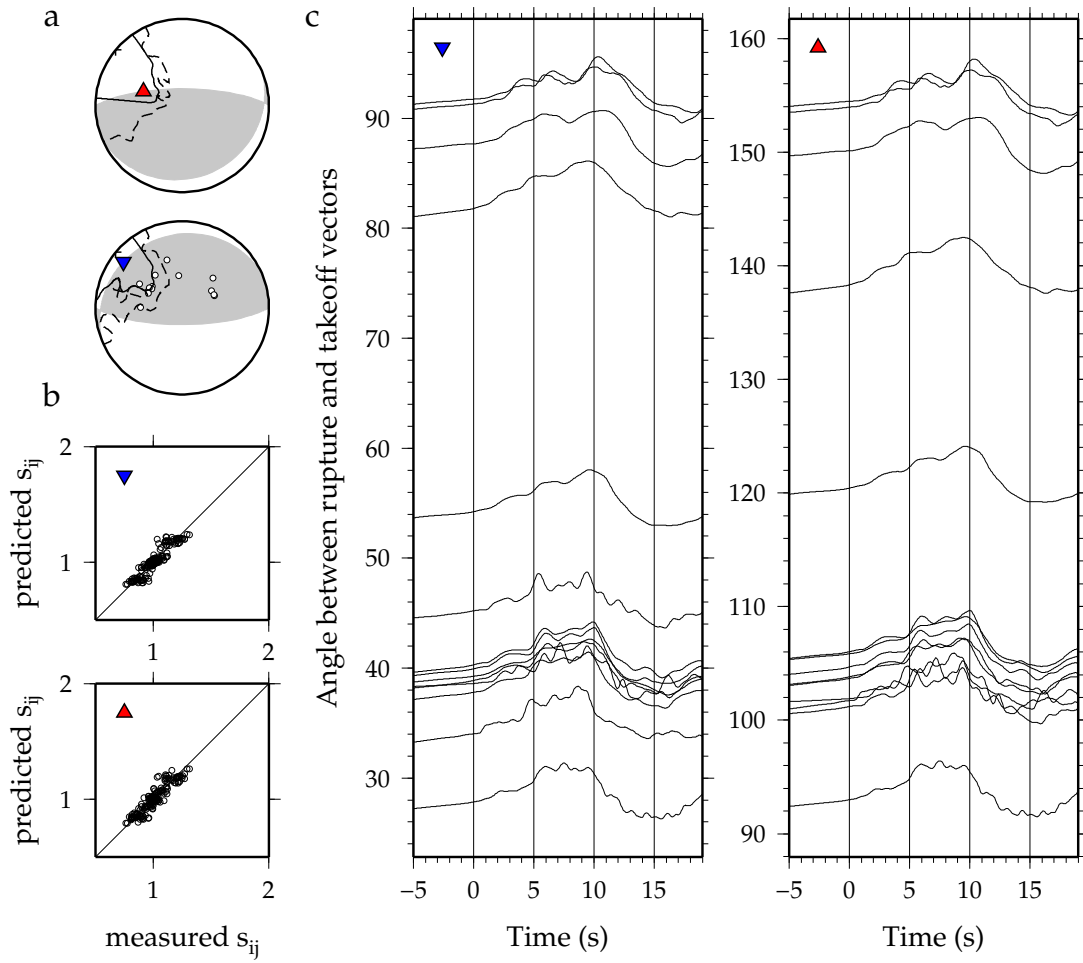 a
b
predicted s_ij
2
1
1
2
predicted s_ij
2
1
1
2
measured s_ij
c
Angle between rupture and takeoff vectors
90
80
70
60
50
40
30
−5 0 5 10 15
Time (s)
160
150
140
130
120
110
100
90
−5 0 5 10 15
Time (s)